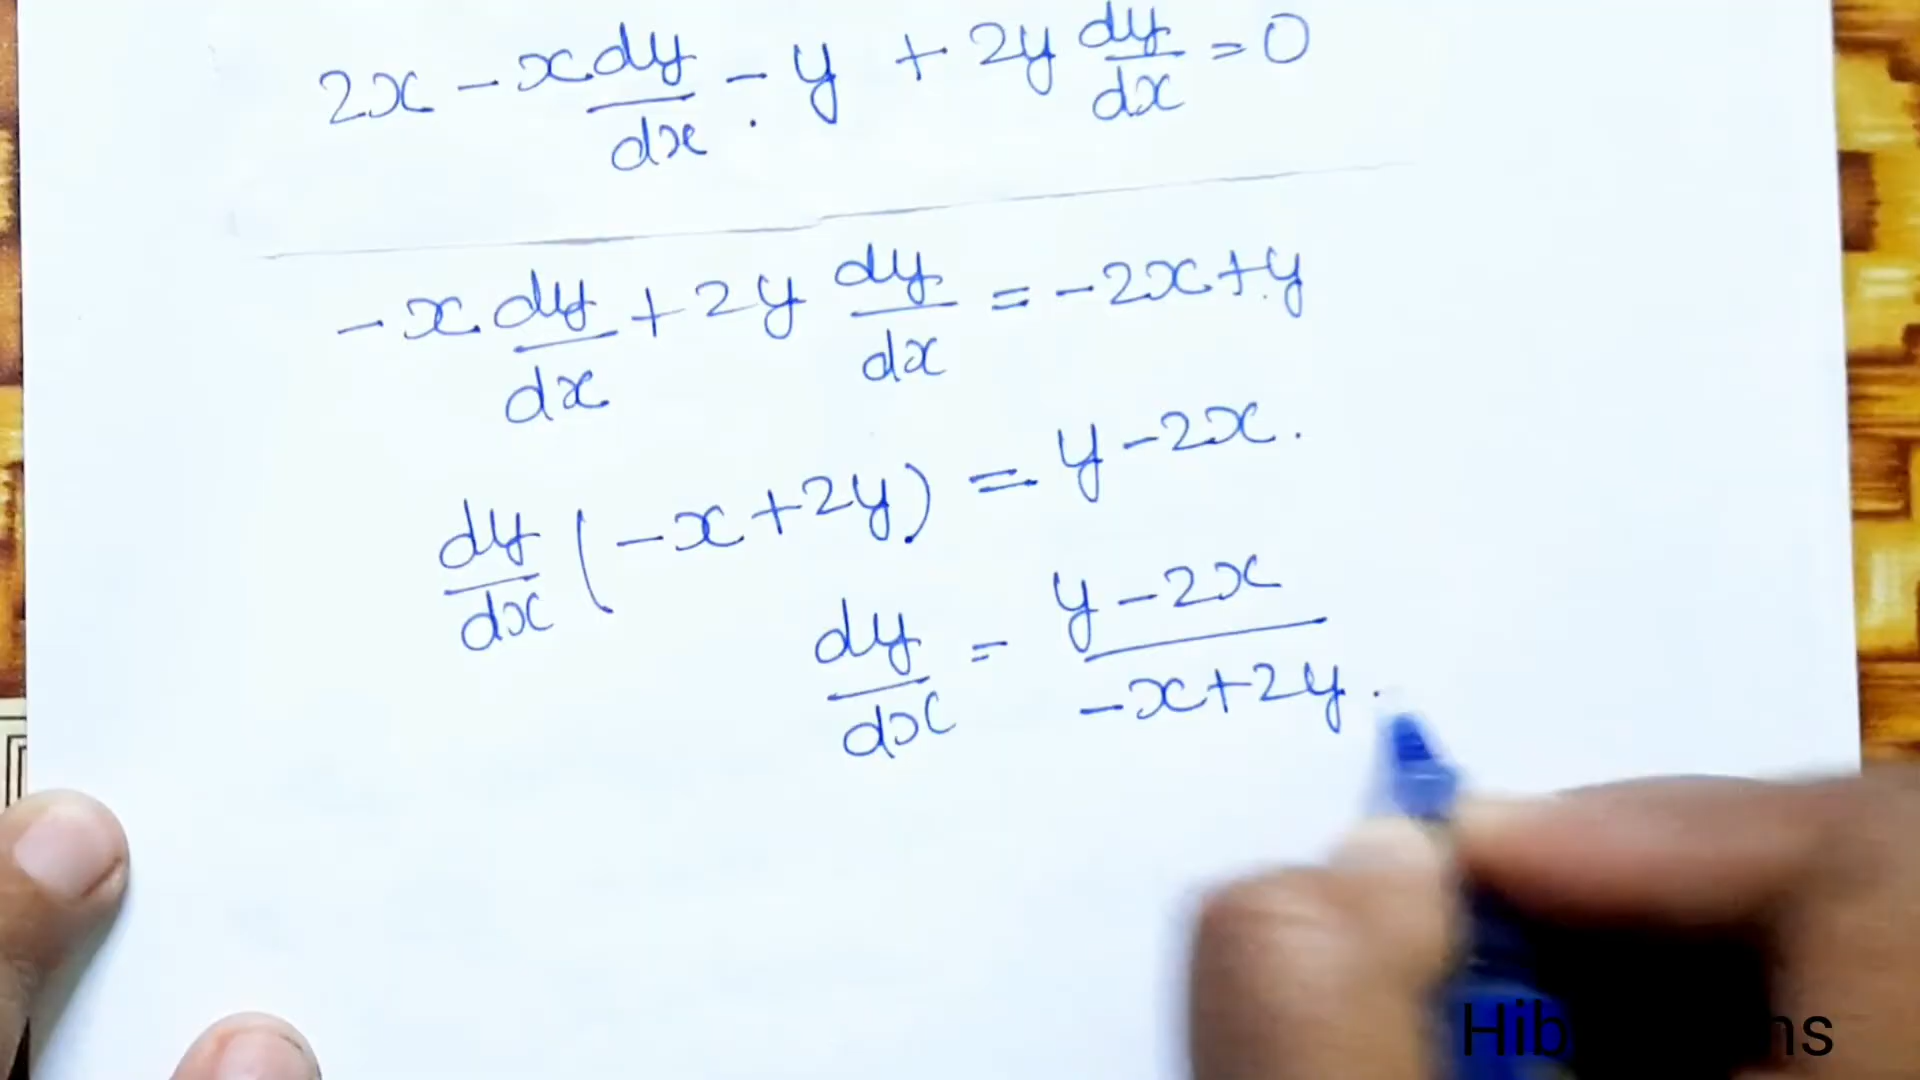 2x - x dy/dx - y + 2y dy/dx = 0
-x dy/dx + 2y dy/dx = -2x + y
dy/dx (-x + 2y) = y - 2x.
dy/dx = y - 2x / -x + 2y.